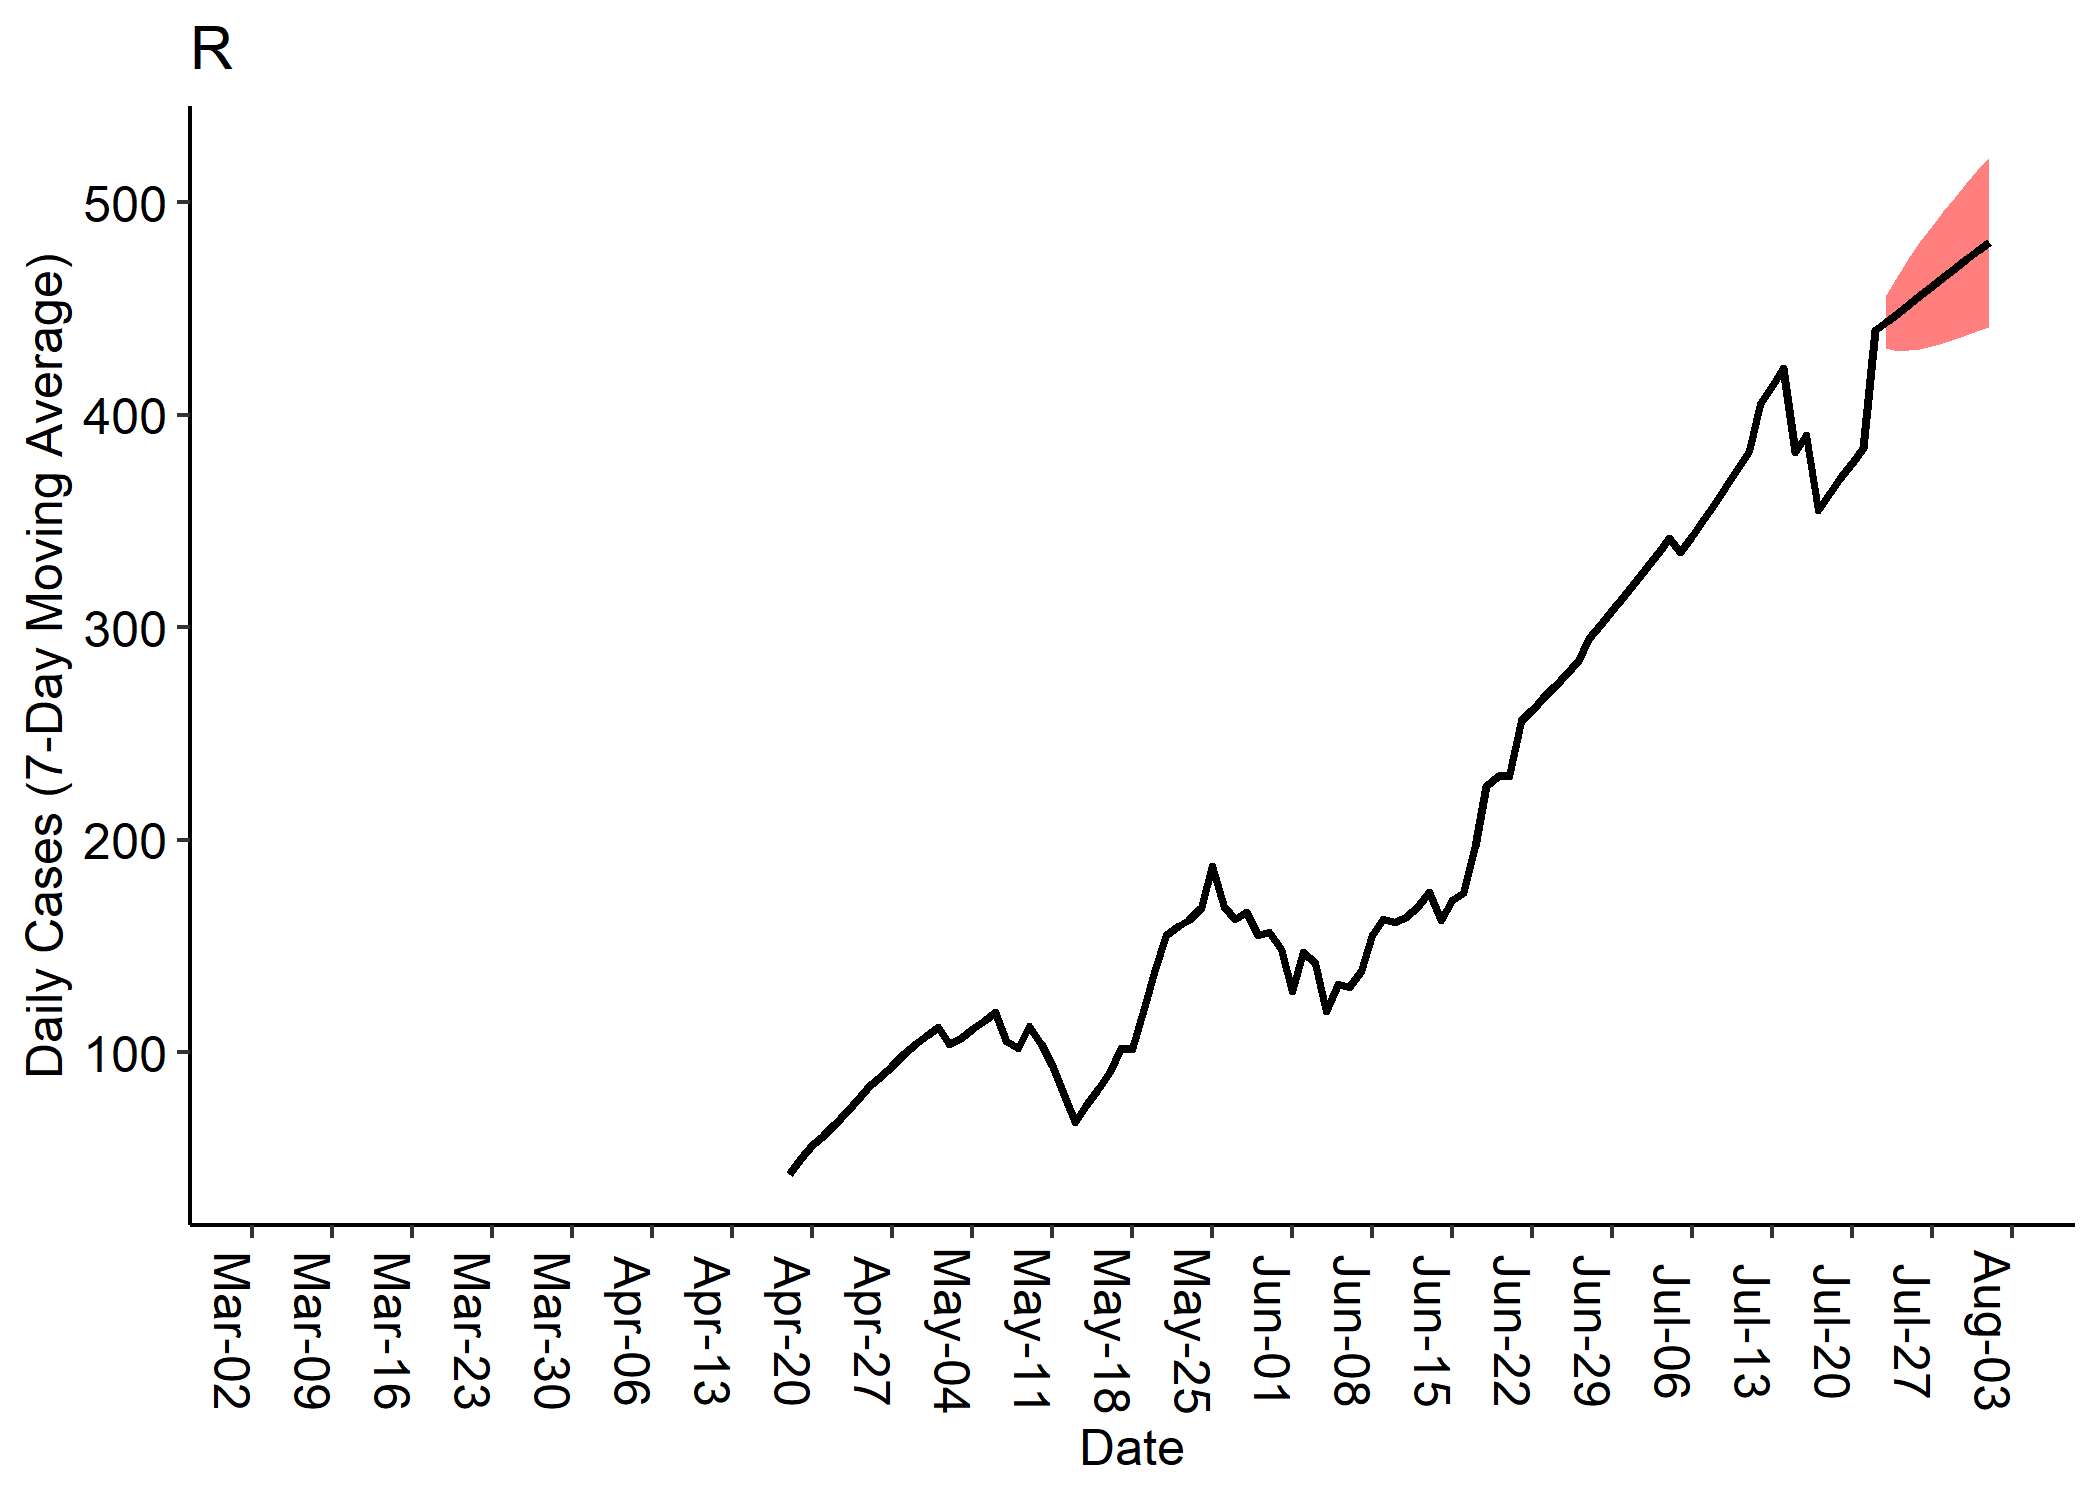 R
Daily Cases (7-Day Moving Average)
500
400
300
200
100
Mar-02
Mar-09
Mar-16
Mar-23
Mar-30
Apr-06
Apr-13
Apr-20
Apr-27
May-04
May-11
May-18
May-25
Jun-01
Jun-08
Jun-15
Jun-22
Jun-29
Jul-06
Jul-13
Jul-20
Jul-27
Aug-03
Date